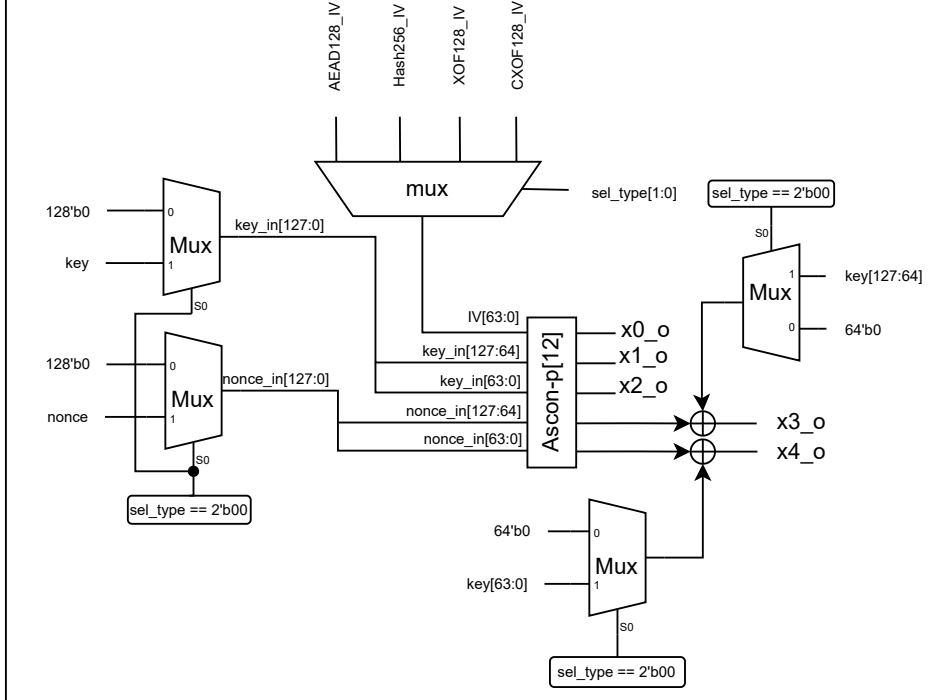 AEAD128_IV
Hash256_IV
XOF128_IV
CXOF128_IV
mux
sel_type[1:0]
sel_type == 2'b00
S0
128'b0
0
key
1
Mux
S0
key_in[127:0]
Mux
1
key[127:64]
0
64'b0
IV[63:0]
key_in[127:64]
key_in[63:0]
nonce_in[127:64]
nonce_in[63:0]
Ascon-p[12]
x0_o
x1_o
x2_o
x3_o
x4_o
128'b0
0
nonce
1
Mux
S0
nonce_in[127:0]
sel_type == 2'b00
64'b0
0
key[63:0]
1
Mux
S0
sel_type == 2'b00